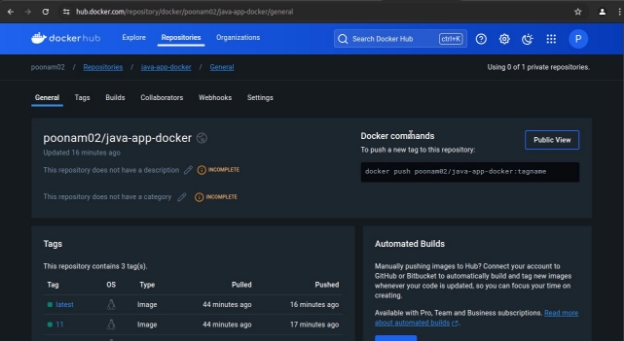 hub.docker.com/repository/docker/poonam02/java-app-docker/general
dockerhub Explore Repositories Organizations Search Docker Hub ctrl+K P
poonam02 / Repositories / java-app-docker / General Using 0 of 1 private repositories.
General Tags Builds Collaborators Webhooks Settings
poonam02/java-app-docker
Updated 16 minutes ago
This repository does not have a description INCOMPLETE
This repository does not have a category INCOMPLETE
Docker commands
Public View
To push a new tag to this repository:
docker push poonam02/java-app-docker:tagname
Tags
This repository contains 3 tag(s).
Tag OS Type Pulled Pushed
latest Image 44 minutes ago 16 minutes ago
11 Image 44 minutes ago 17 minutes ago
Automated Builds
Manually pushing images to Hub? Connect your account to
GitHub or Bitbucket to automatically build and tag new images
whenever your code is updated, so you can focus your time on
creating.
Available with Pro, Team and Business subscriptions. Read more
about automated builds